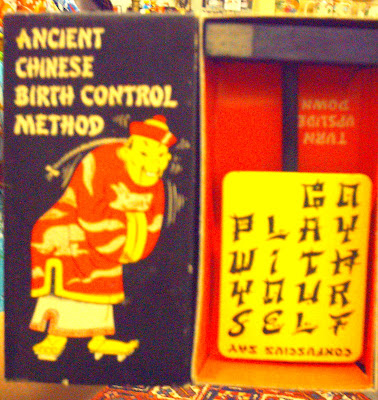 ANCIENT
CHINESE
BIRTH CONTROL
METHOD
TURN
UPSIDE
DOWN
CONFUSCIUS SAY
GO
PLAY
WITH
YOUR
SELF